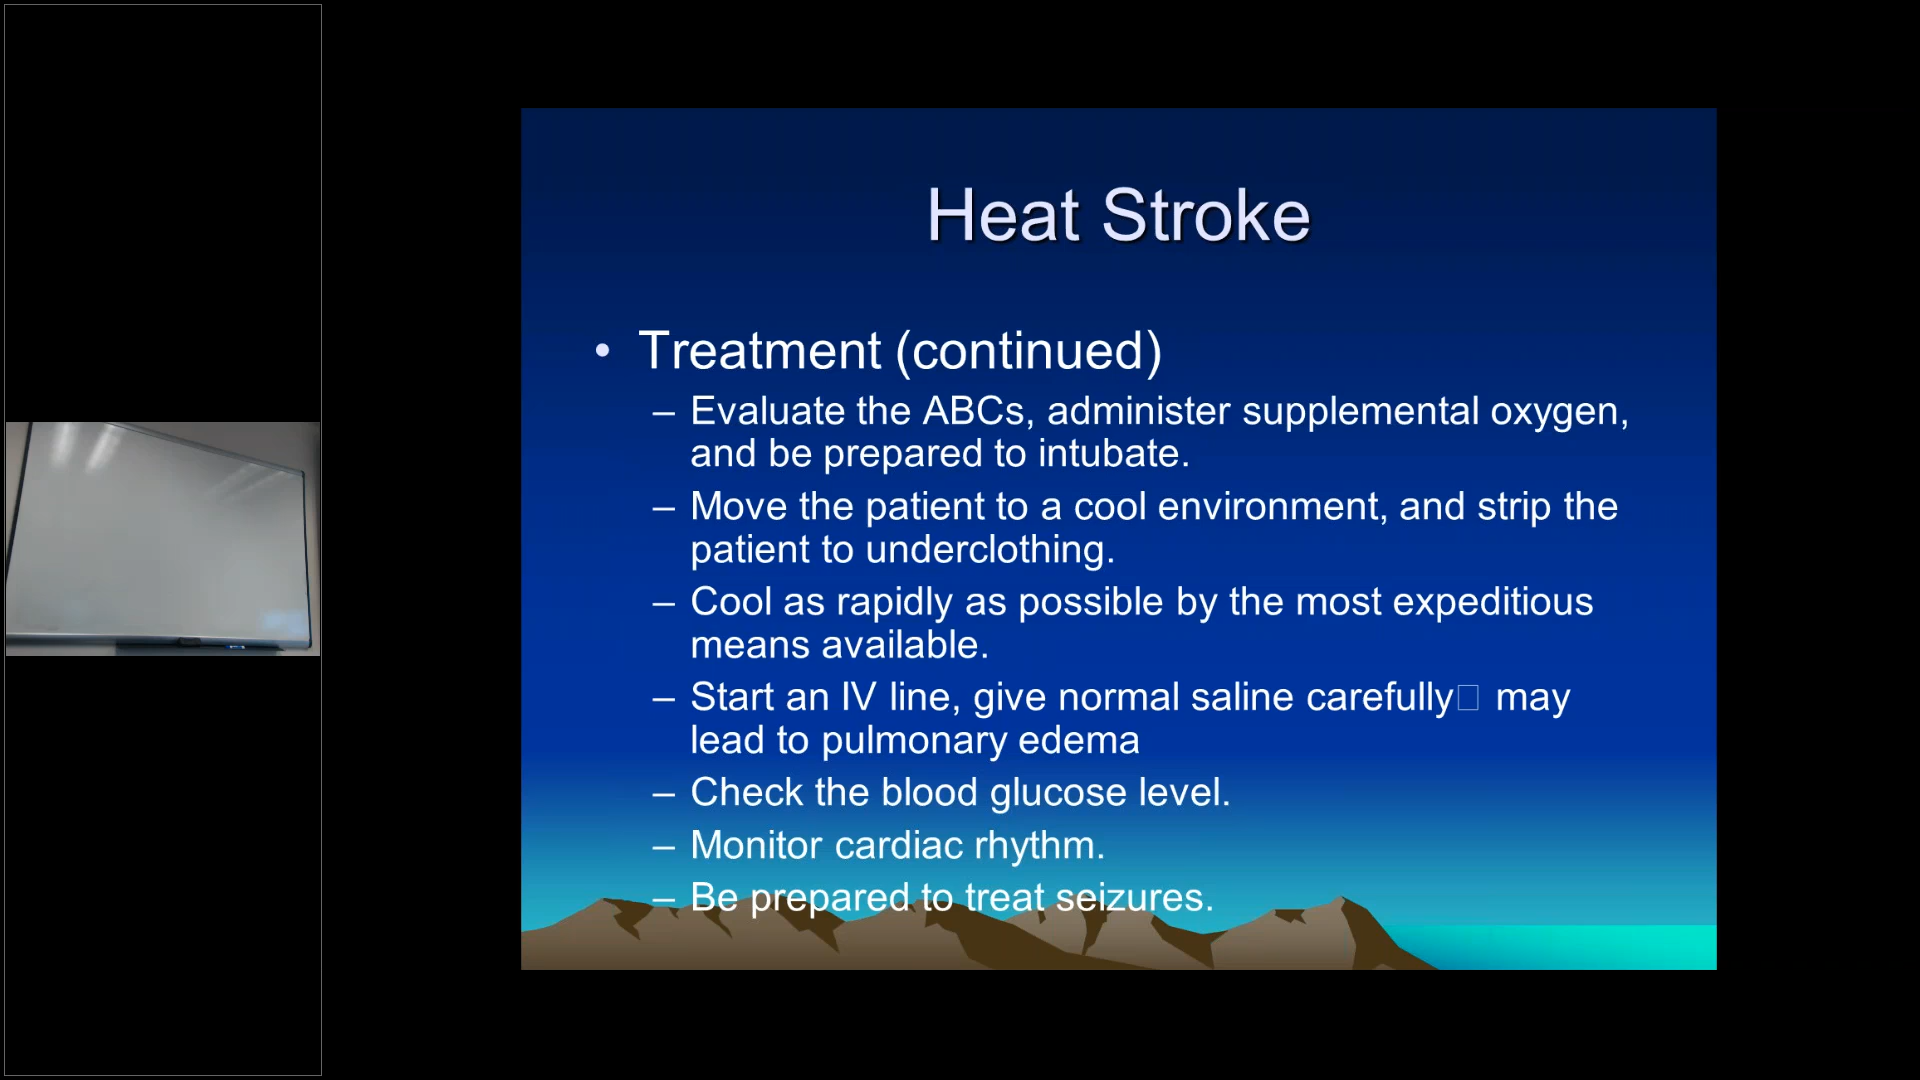 Heat Stroke
• Treatment (continued)
– Evaluate the ABCs, administer supplemental oxygen,
and be prepared to intubate.
– Move the patient to a cool environment, and strip the
patient to underclothing.
– Cool as rapidly as possible by the most expeditious
means available.
– Start an IV line, give normal saline carefully□ may
lead to pulmonary edema
– Check the blood glucose level.
– Monitor cardiac rhythm.
– Be prepared to treat seizures.